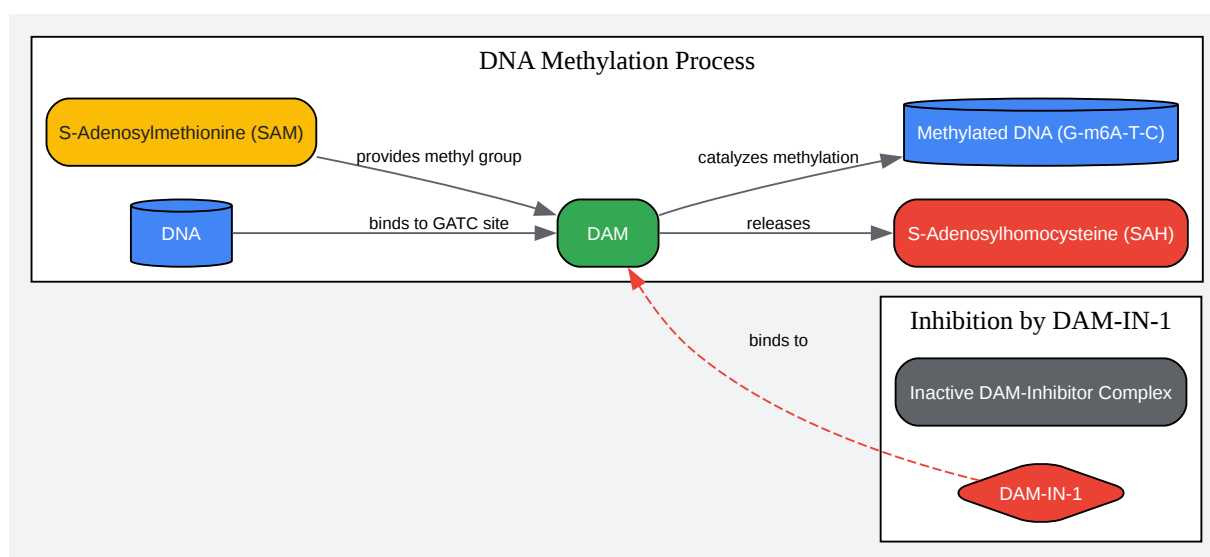 DNA Methylation Process
S-Adenosylmethionine (SAM)
provides methyl group
catalyzes methylation
Methylated DNA (G-m6A-T-C)
DNA
binds to GATC site
DAM
releases
S-Adenosylhomocysteine (SAH)
Inhibition by DAM-IN-1
binds to
Inactive DAM-Inhibitor Complex
DAM-IN-1